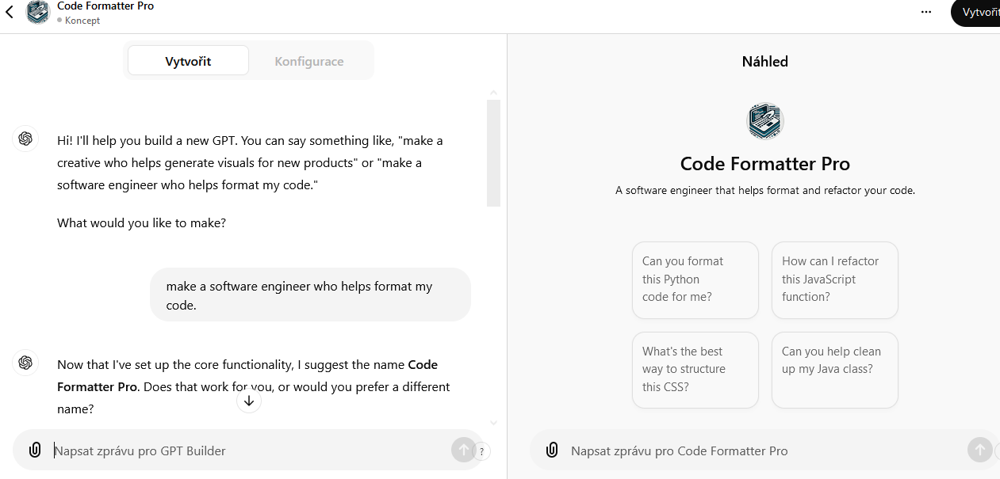 Code Formatter Pro
Koncept
Vytvořit
Vytvořit
Konfigurace
Hi! I'll help you build a new GPT. You can say something like, "make a
creative who helps generate visuals for new products" or "make a
software engineer who helps format my code."
What would you like to make?
make a software engineer who helps format my
code.
Now that I've set up the core functionality, I suggest the name Code
Formatter Pro. Does that work for you, or would you prefer a different
name?
Napsat zprávu pro GPT Builder
?
Náhled
Code Formatter Pro
A software engineer that helps format and refactor your code.
Can you format
this Python
code for me?
How can I refactor
this JavaScript
function?
What's the best
way to structure
this CSS?
Can you help clean
up my Java class?
Napsat zprávu pro Code Formatter Pro